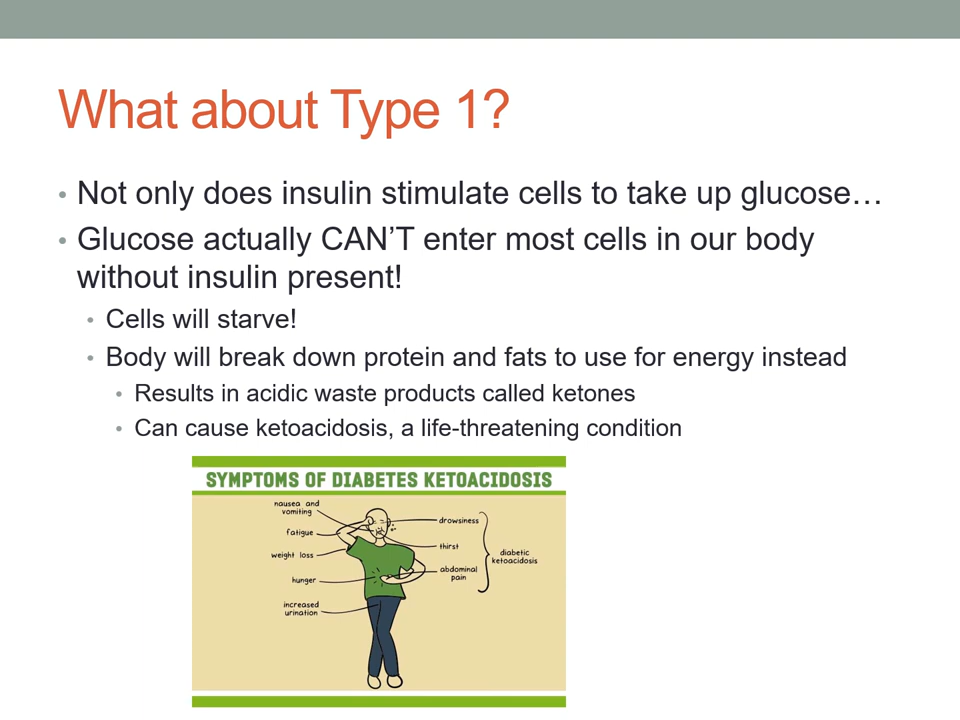 What about Type 1?
• Not only does insulin stimulate cells to take up glucose…
• Glucose actually CAN'T enter most cells in our body
without insulin present!
• Cells will starve!
• Body will break down protein and fats to use for energy instead
• Results in acidic waste products called ketones
• Can cause ketoacidosis, a life-threatening condition
SYMPTOMS OF DIABETES KETOACIDOSIS
nausea and
vomiting
fatigue
weight loss
hunger
increased
urination
drowsiness
thirst
abdominal
pain
diabetic
ketoacidosis